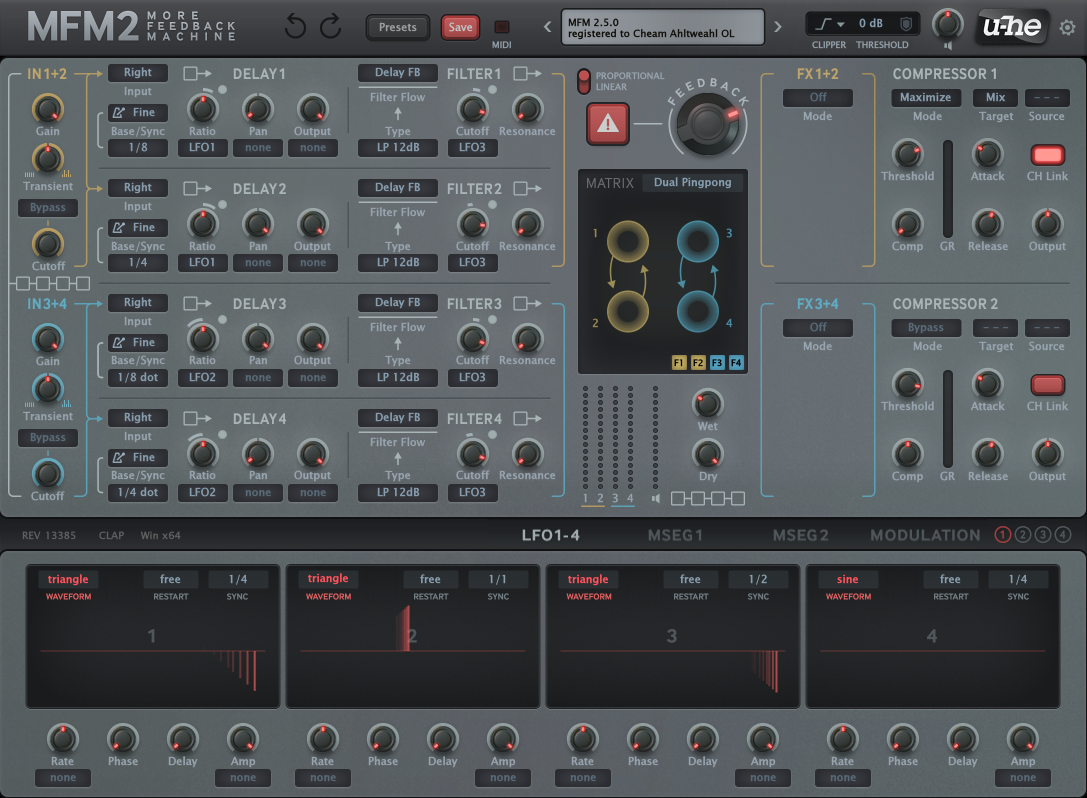 MFM2
MORE
FEEDBACK
MACHINE
Presets
Save
MIDI
MFM 2.5.0
registered to Cheam Ahltweahl OL
0 dB
CLIPPER THRESHOLD
u-he
IN1+2
Gain
Transient
Bypass
Cutoff
Right
Input
Fine
Base/Sync
1/8
DELAY1
Ratio
Pan
Output
LFO1
none
none
Delay FB
Filter Flow
Type
LP 12dB
FILTER1
Cutoff
Resonance
LFO3
Right
Input
Fine
Base/Sync
1/4
DELAY2
Ratio
Pan
Output
LFO1
none
none
Delay FB
Filter Flow
Type
LP 12dB
FILTER2
Cutoff
Resonance
LFO3
IN3+4
Gain
Transient
Bypass
Cutoff
Right
Input
Fine
Base/Sync
1/8 dot
DELAY3
Ratio
Pan
Output
LFO2
none
none
Delay FB
Filter Flow
Type
LP 12dB
FILTER3
Cutoff
Resonance
LFO3
Right
Input
Fine
Base/Sync
1/4 dot
DELAY4
Ratio
Pan
Output
LFO2
none
none
Delay FB
Filter Flow
Type
LP 12dB
FILTER4
Cutoff
Resonance
LFO3
PROPORTIONAL
LINEAR
FEEDBACK
MATRIX
Dual Pingpong
1
3
2
4
F1 F2 F3 F4
Wet
Dry
1 2 3 4
FX1+2
Off
Mode
COMPRESSOR 1
Maximize
Mix
- - -
Mode
Target
Source
Threshold
Attack
CH Link
Comp
GR
Release
Output
FX3+4
Off
Mode
COMPRESSOR 2
Bypass
- - -
- - -
Mode
Target
Source
Threshold
Attack
CH Link
Comp
GR
Release
Output
REV 13385
CLAP
Win x64
LFO1-4
MSEG1
MSEG2
MODULATION
1 2 3 4
triangle
WAVEFORM
free
RESTART
1/4
SYNC
1
Rate
Phase
Delay
Amp
none
none
triangle
WAVEFORM
free
RESTART
1/1
SYNC
2
Rate
Phase
Delay
Amp
none
none
triangle
WAVEFORM
free
RESTART
1/2
SYNC
3
Rate
Phase
Delay
Amp
none
none
sine
WAVEFORM
free
RESTART
1/4
SYNC
4
Rate
Phase
Delay
Amp
none
none